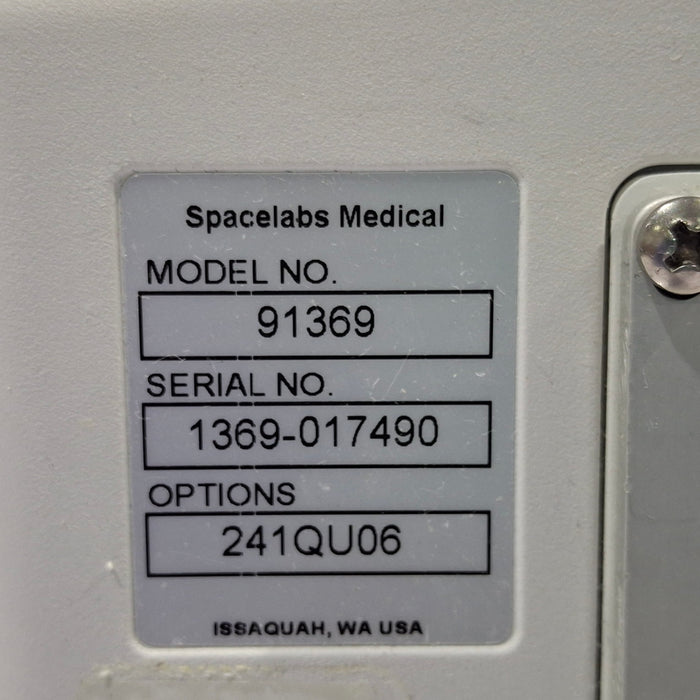 Spacelabs Medical
MODEL NO.
91369
SERIAL NO.
1369-017490
OPTIONS
241QU06
ISSAQUAH, WA USA